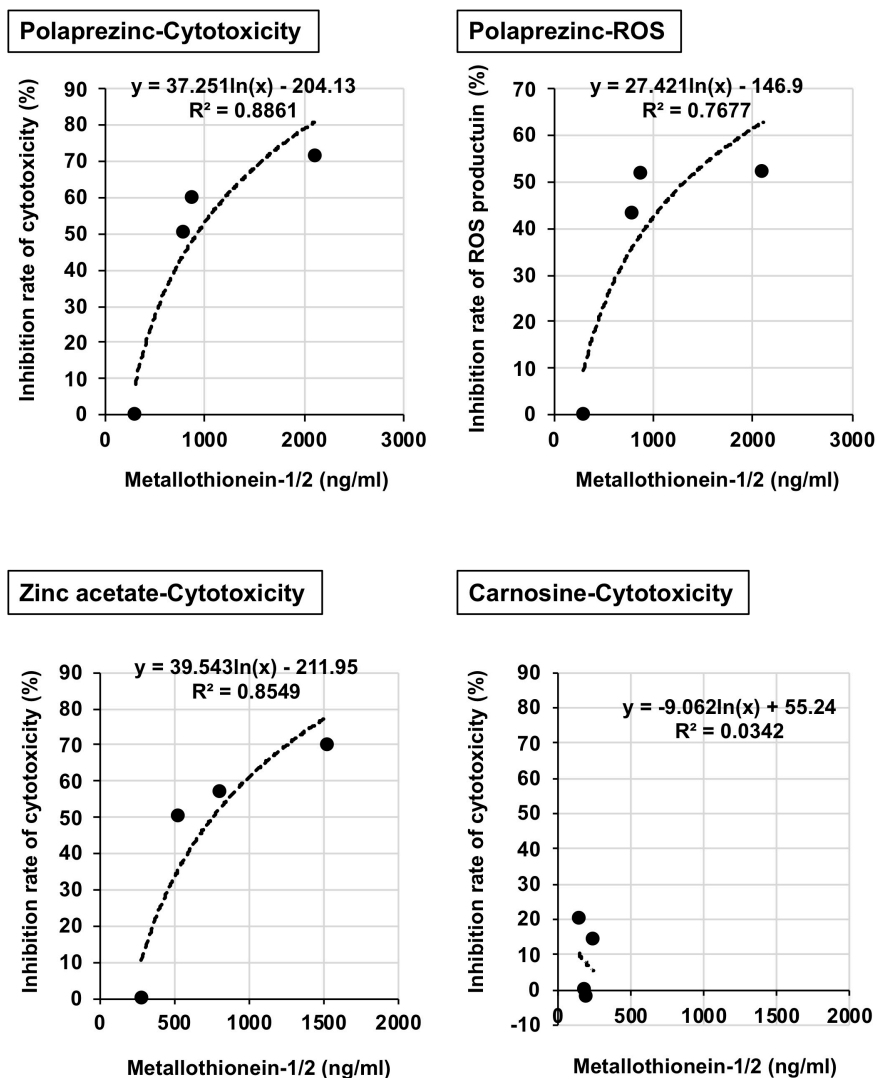 Polaprezinc-Cytotoxicity
y = 37.251ln(x) - 204.13
R² = 0.8861
Inhibition rate of cytotoxicity (%)
90
80
70
60
50
40
30
20
10
0
0 1000 2000 3000
Metallothionein-1/2 (ng/ml)
Polaprezinc-ROS
y = 27.421ln(x) - 146.9
R² = 0.7677
Inhibition rate of ROS productuin (%)
70
60
50
40
30
20
10
0
0 1000 2000 3000
Metallothionein-1/2 (ng/ml)
Zinc acetate-Cytotoxicity
y = 39.543ln(x) - 211.95
R² = 0.8549
Inhibition rate of cytotoxicity (%)
90
80
70
60
50
40
30
20
10
0
0 500 1000 1500 2000
Metallothionein-1/2 (ng/ml)
Carnosine-Cytotoxicity
y = -9.062ln(x) + 55.24
R² = 0.0342
Inhibition rate of cytotoxicity (%)
90
80
70
60
50
40
30
20
10
0
-10
0 500 1000 1500 2000
Metallothionein-1/2 (ng/ml)